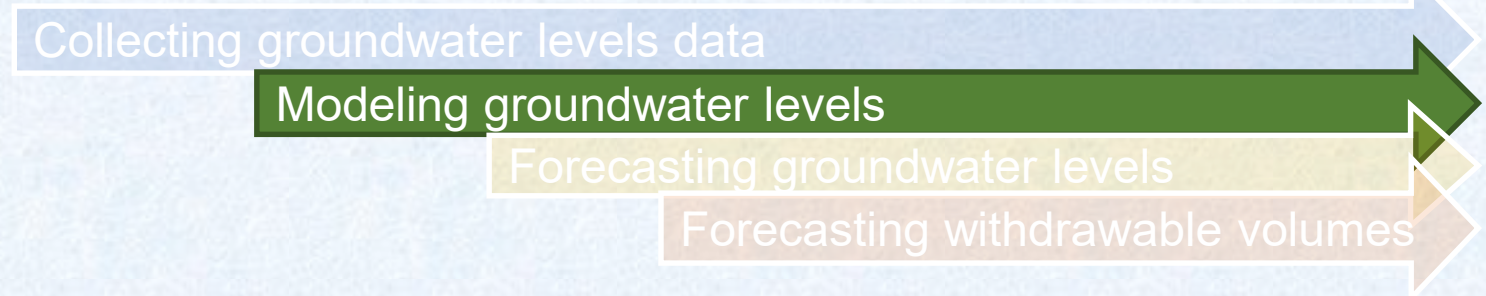 Collecting groundwater levels data
Modeling groundwater levels
Forecasting groundwater levels
Forecasting withdrawable volumes